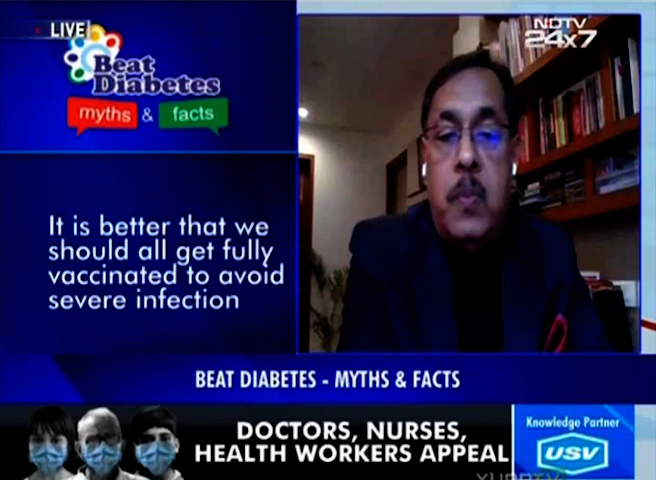 LIVE
NDTV
24x7
Beat
Diabetes
myths & facts
It is better that we
should all get fully
vaccinated to avoid
severe infection
BEAT DIABETES - MYTHS & FACTS
DOCTORS, NURSES,
HEALTH WORKERS APPEAL
Knowledge Partner
USV